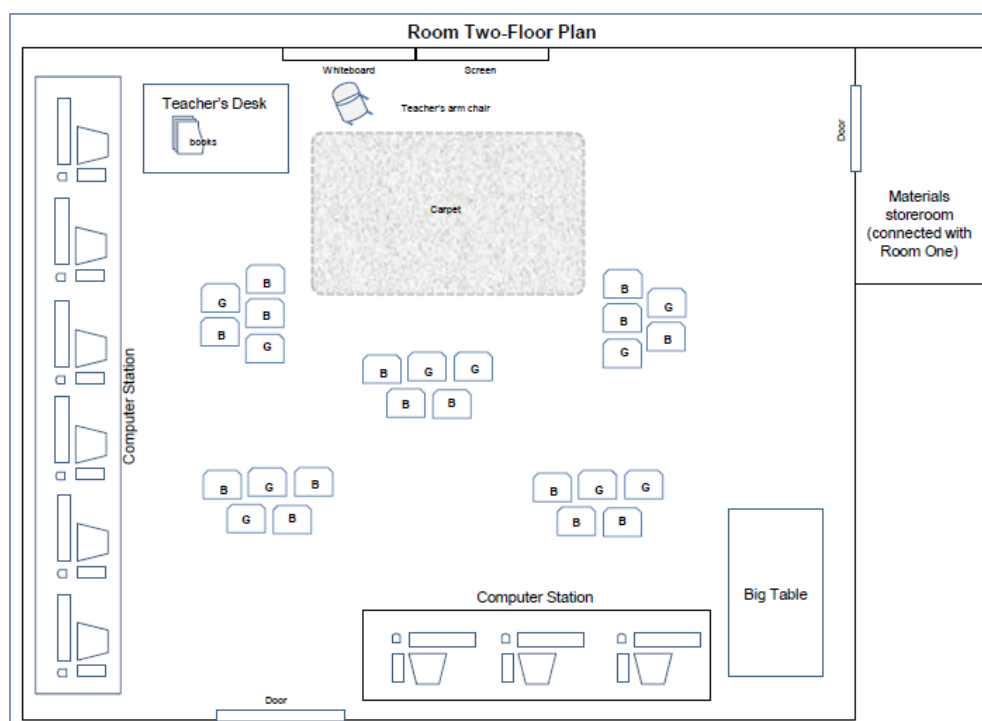 Room Two-Floor Plan
Whiteboard
Screen
Teacher's Desk
books
Teacher's arm chair
Door
Carpet
Materials
storeroom
(connected with
Room One)
Computer Station
B
G
B
B
G
B
G
B
B
G
B
G
G
B
B
B
G
B
G
B
B
G
G
B
B
Computer Station
Big Table
Door